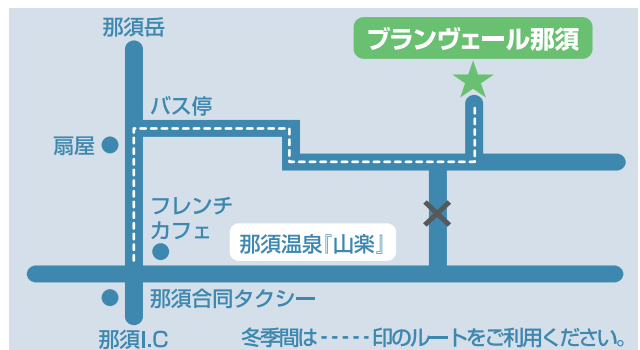 那須岳
ブランヴェール那須
バス停
扇屋
フレンチ
カフェ
那須温泉『山楽』
那須合同タクシー
那須I.C
冬季間は-----印のルートをご利用ください。